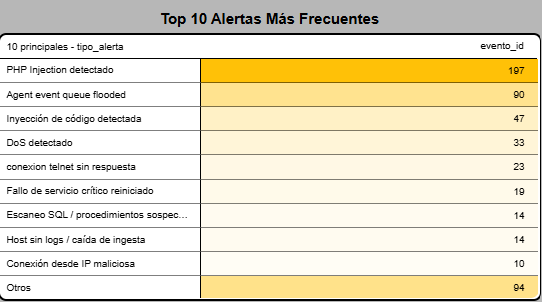 Top 10 Alertas Más Frecuentes
10 principales - tipo_alerta evento_id
PHP Injection detectado 197
Agent event queue flooded 90
Inyección de código detectada 47
DoS detectado 33
conexion telnet sin respuesta 23
Fallo de servicio crítico reiniciado 19
Escaneo SQL / procedimientos sospec... 14
Host sin logs / caída de ingesta 14
Conexión desde IP maliciosa 10
Otros 94